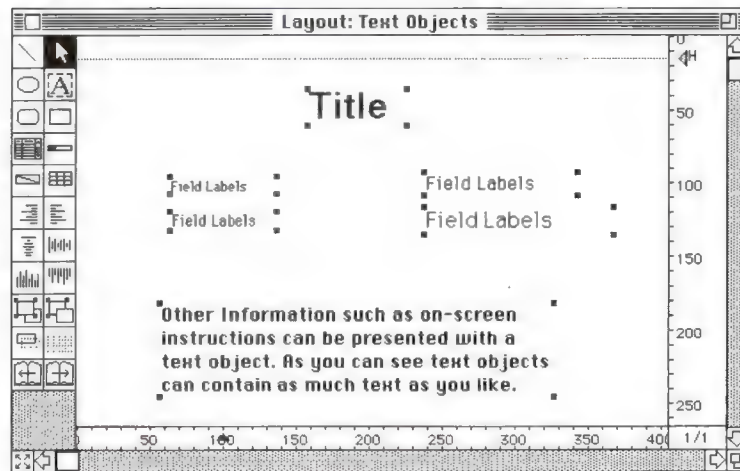 Layout: Text Objects
A
0
H
Title
50
Field Labels
Field Labels
100
Field Labels
Field Labels
150
Other Information such as on-screen
instructions can be presented with a
text object. As you can see text objects
can contain as much text as you like.
200
250
50 100 150 200 250 300 350 400
1/1